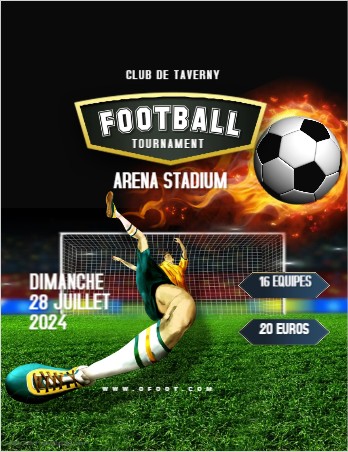 CLUB DE TAVERNY
FOOTBALL
TOURNAMENT
ARENA STADIUM
DIMANCHE
28 JUILLET
2024
16 EQUIPES
20 EUROS
WWW.OFOOT.COM